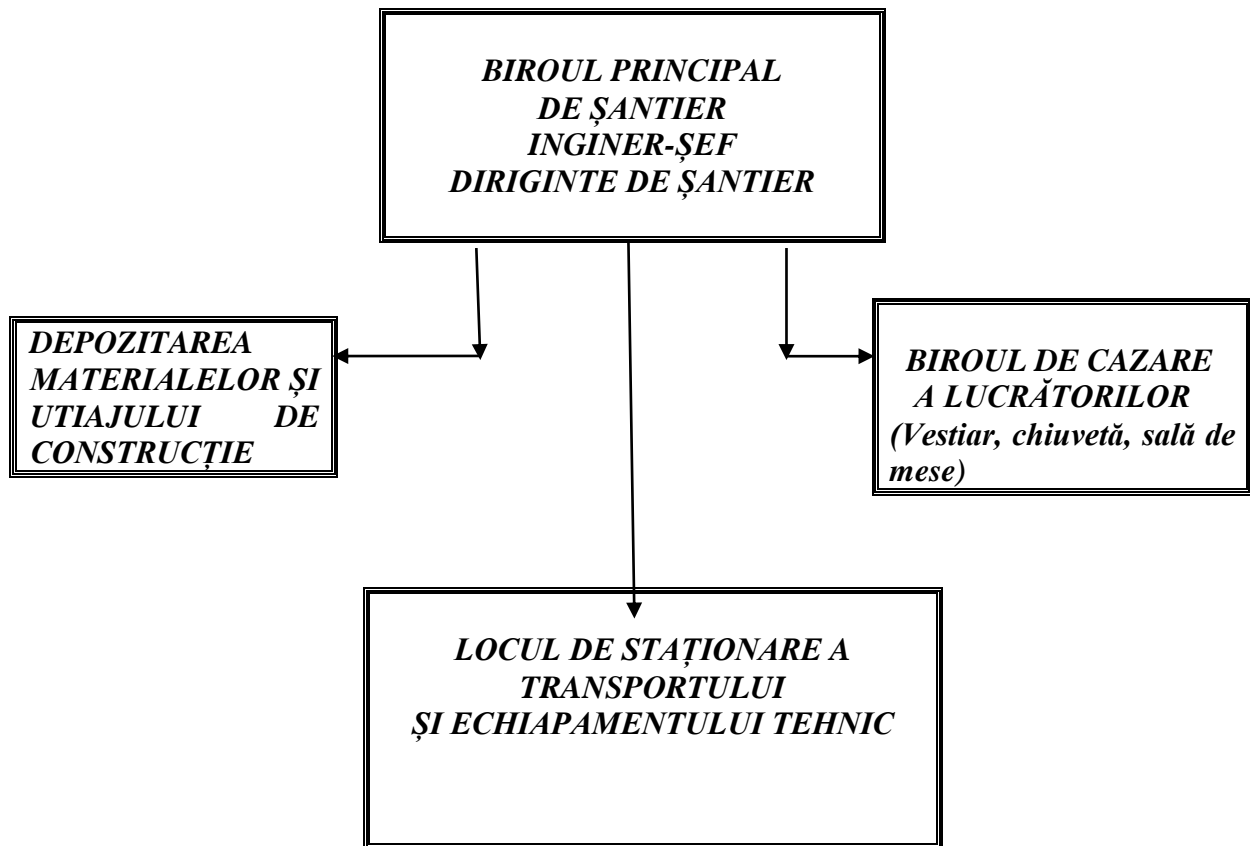 BIROUL PRINCIPAL
DE ȘANTIER
INGINER-ȘEF
DIRIGINTE DE ȘANTIER
DEPOZITAREA
MATERIALELOR ȘI
UTIAJULUI DE
CONSTRUCȚIE
BIROUL DE CAZARE
A LUCRĂTORILOR
(Vestiar, chiuvetă, sală de
mese)
LOCUL DE STAȚIONARE A
TRANSPORTULUI
ȘI ECHIAPAMENTULUI TEHNIC